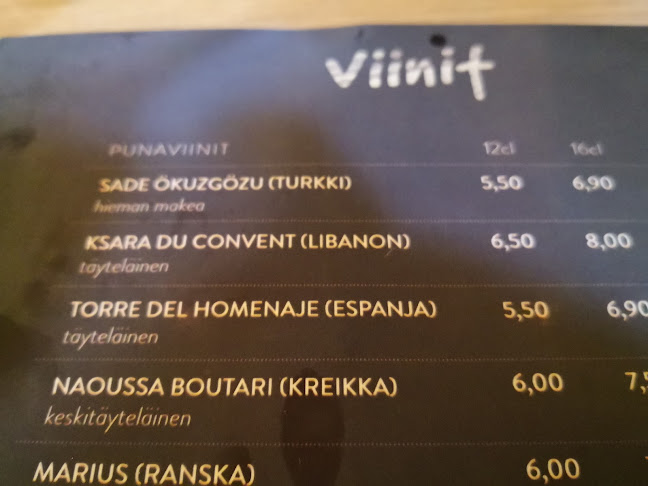 Viinit
PUNAVIINIT 12cl 16cl
SADE ÖKUZGÖZU (TURKKI) 5,50 6,90
hieman makea
KSARA DU CONVENT (LIBANON) 6,50 8,00
täyteläinen
TORRE DEL HOMENAJE (ESPANJA) 5,50 6,90
täyteläinen
NAOUSSA BOUTARI (KREIKKA) 6,00
keskitäyteläinen
MARIUS (RANSKA) 6,00